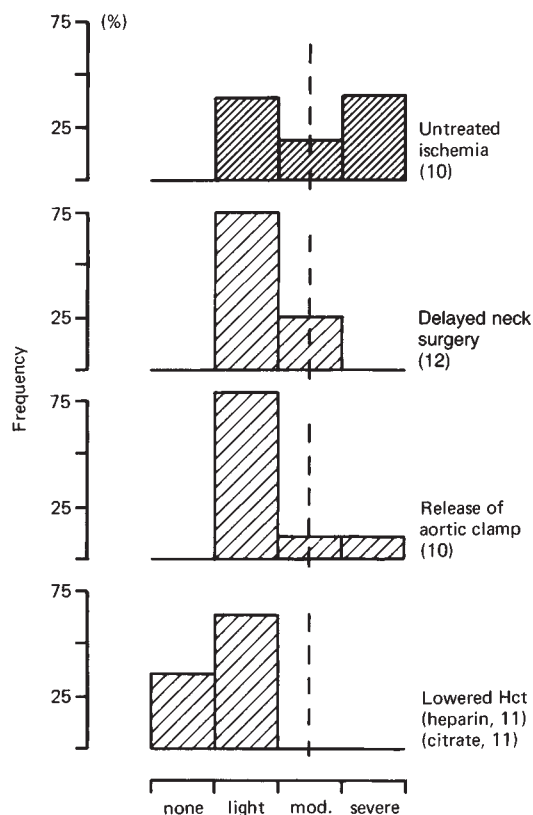 75 (%)
25
Untreated
ischemia
(10)
75
25
Delayed neck
surgery
(12)
Frequency
75
25
Release of
aortic clamp
(10)
75
25
Lowered Hct
(heparin, 11)
(citrate, 11)
none light mod. severe